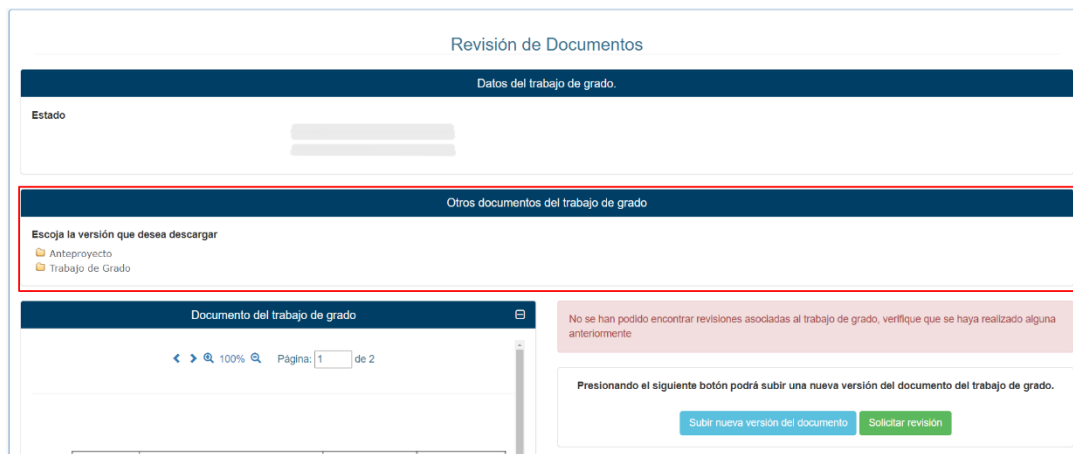 Revisión de Documentos
Datos del trabajo de grado.
Estado
Otros documentos del trabajo de grado
Escoja la versión que desea descargar
Anteproyecto
Trabajo de Grado
Documento del trabajo de grado
100% Página: 1 de 2
No se han podido encontrar revisiones asociadas al trabajo de grado, verifique que se haya realizado alguna
anteriormente
Presionando el siguiente botón podrá subir una nueva versión del documento del trabajo de grado.
Subir nueva versión del documento Solicitar revisión